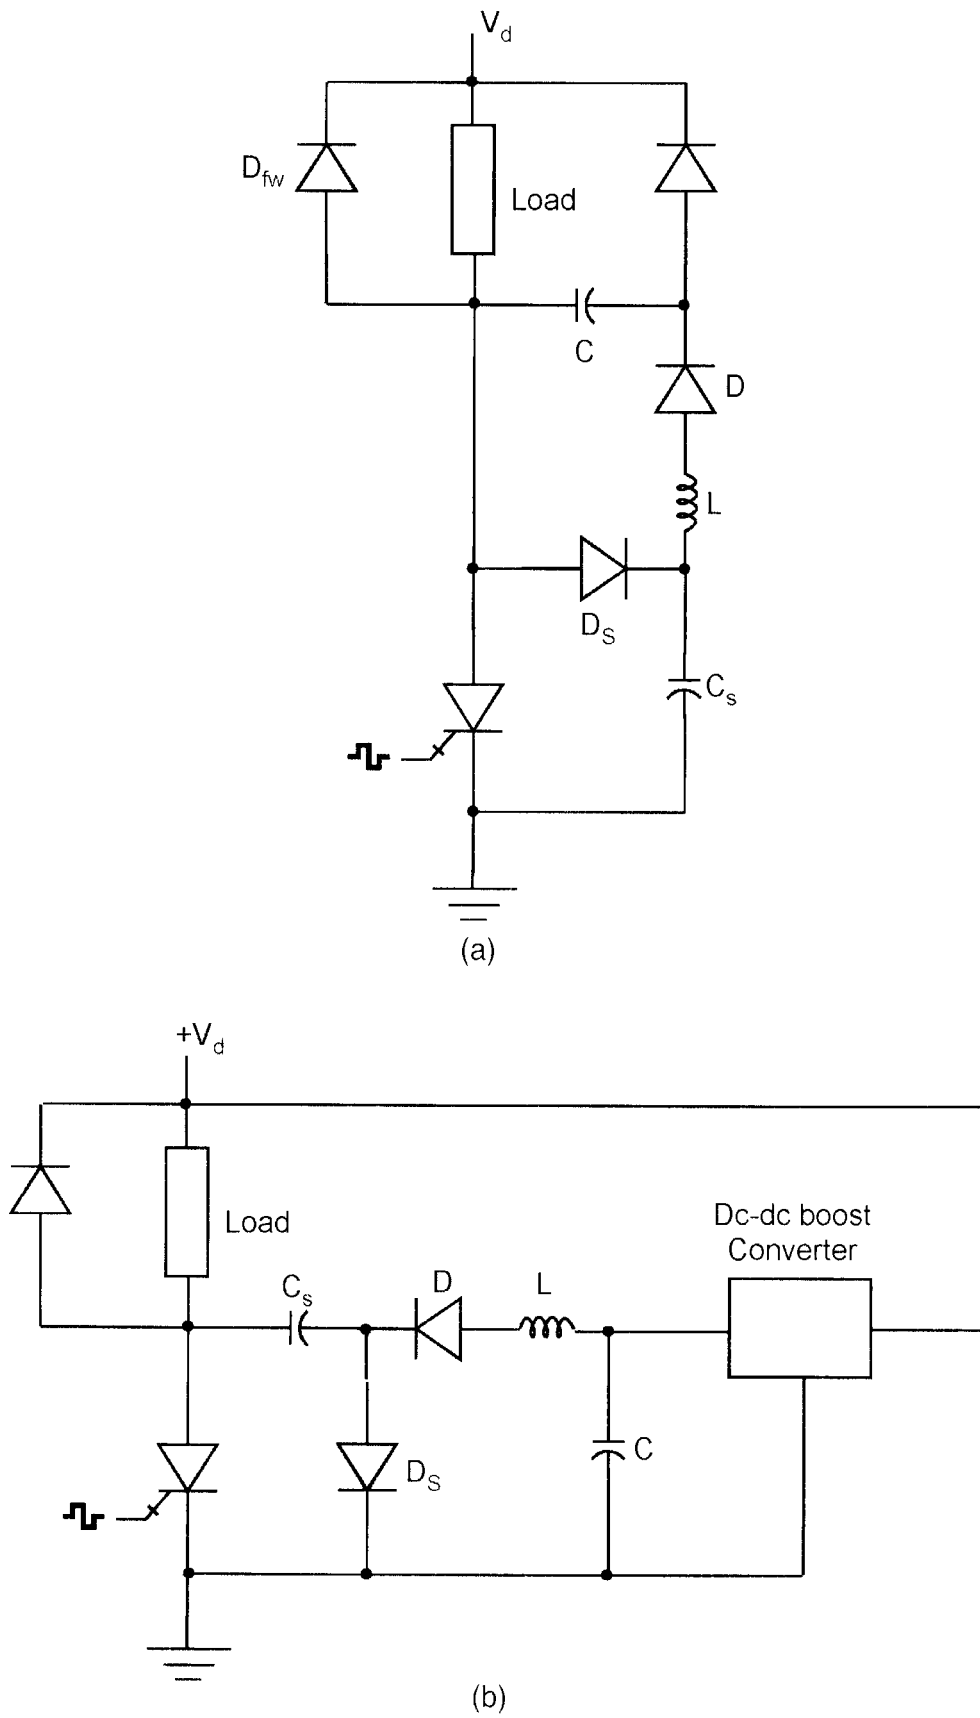 V_d
D_fw
Load
C
D
L
D_S
C_s
(a)
+V_d
Load
C_s
D
L
Dc-dc boost
Converter
D_S
C
(b)